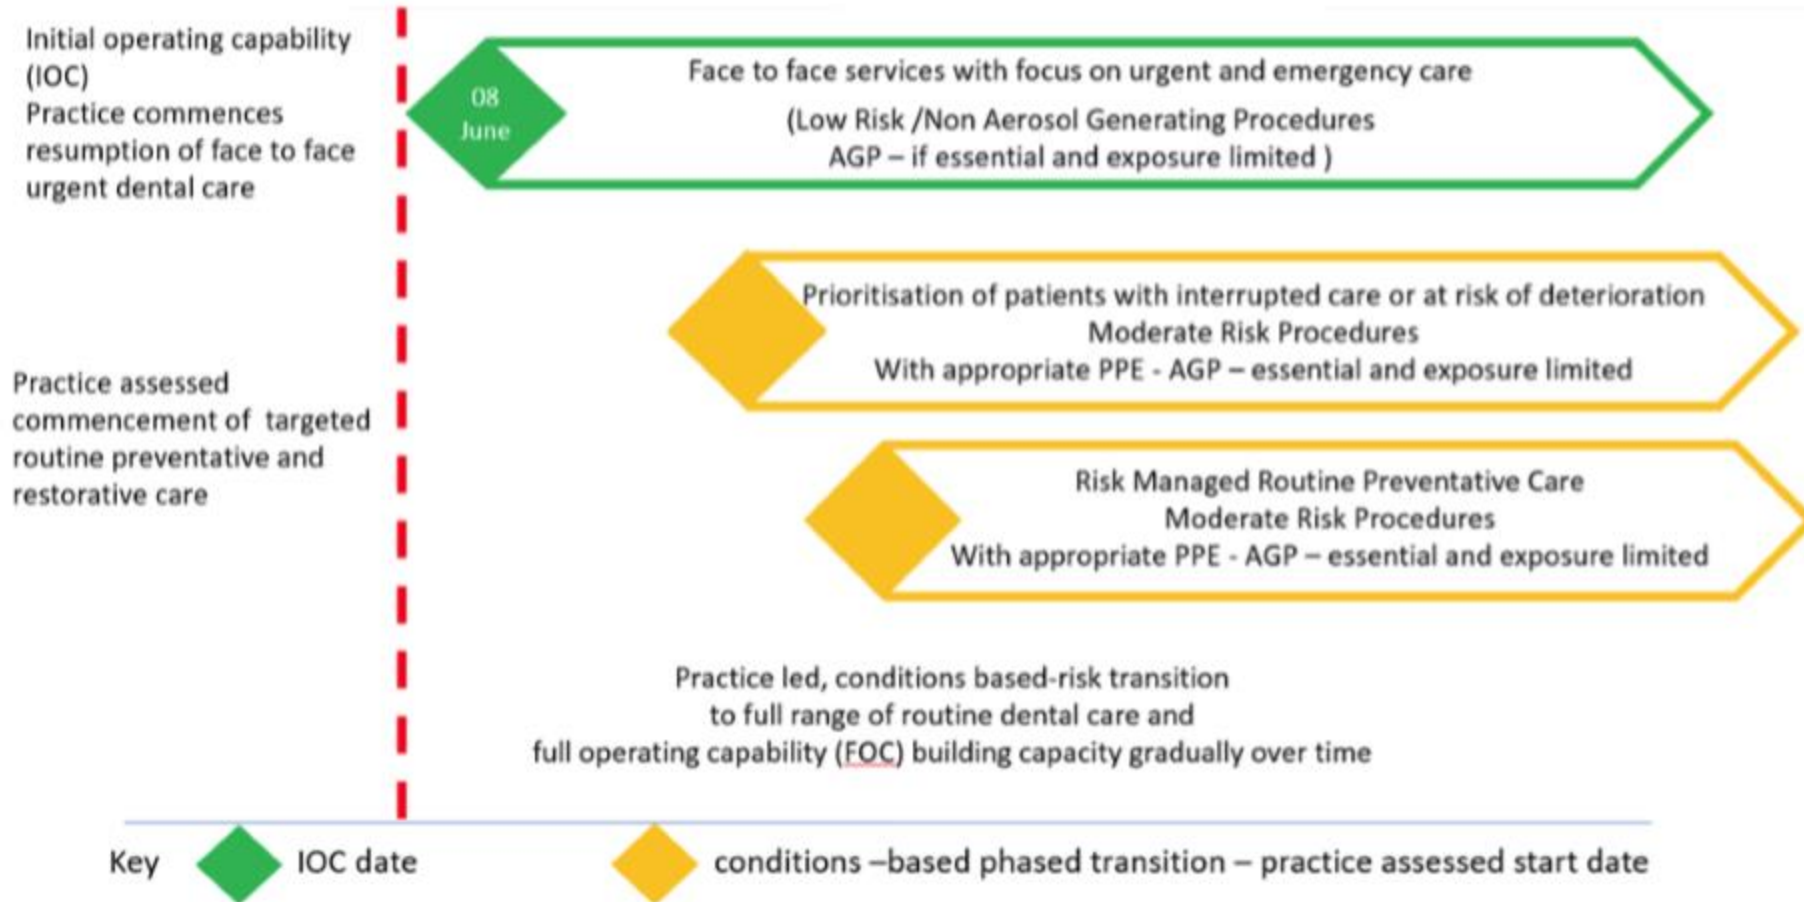 Initial operating capability
(IOC)
Practice commences
resumption of face to face
urgent dental care
08
June
Face to face services with focus on urgent and emergency care
(Low Risk /Non Aerosol Generating Procedures
AGP – if essential and exposure limited )
Practice assessed
commencement of targeted
routine preventative and
restorative care
Prioritisation of patients with interrupted care or at risk of deterioration
Moderate Risk Procedures
With appropriate PPE - AGP – essential and exposure limited
Risk Managed Routine Preventative Care
Moderate Risk Procedures
With appropriate PPE - AGP – essential and exposure limited
Practice led, conditions based-risk transition
to full range of routine dental care and
full operating capability (FOC) building capacity gradually over time
Key
IOC date
conditions –based phased transition – practice assessed start date